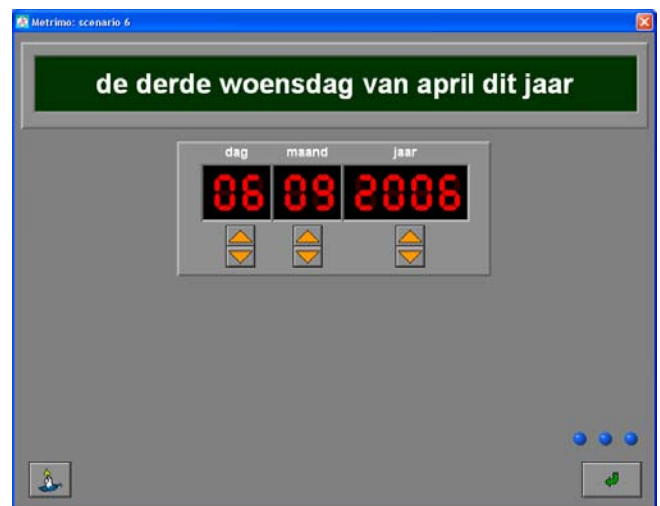 Metrimo: scenario 6
de derde woensdag van april dit jaar
dag maand jaar
06 09 2006